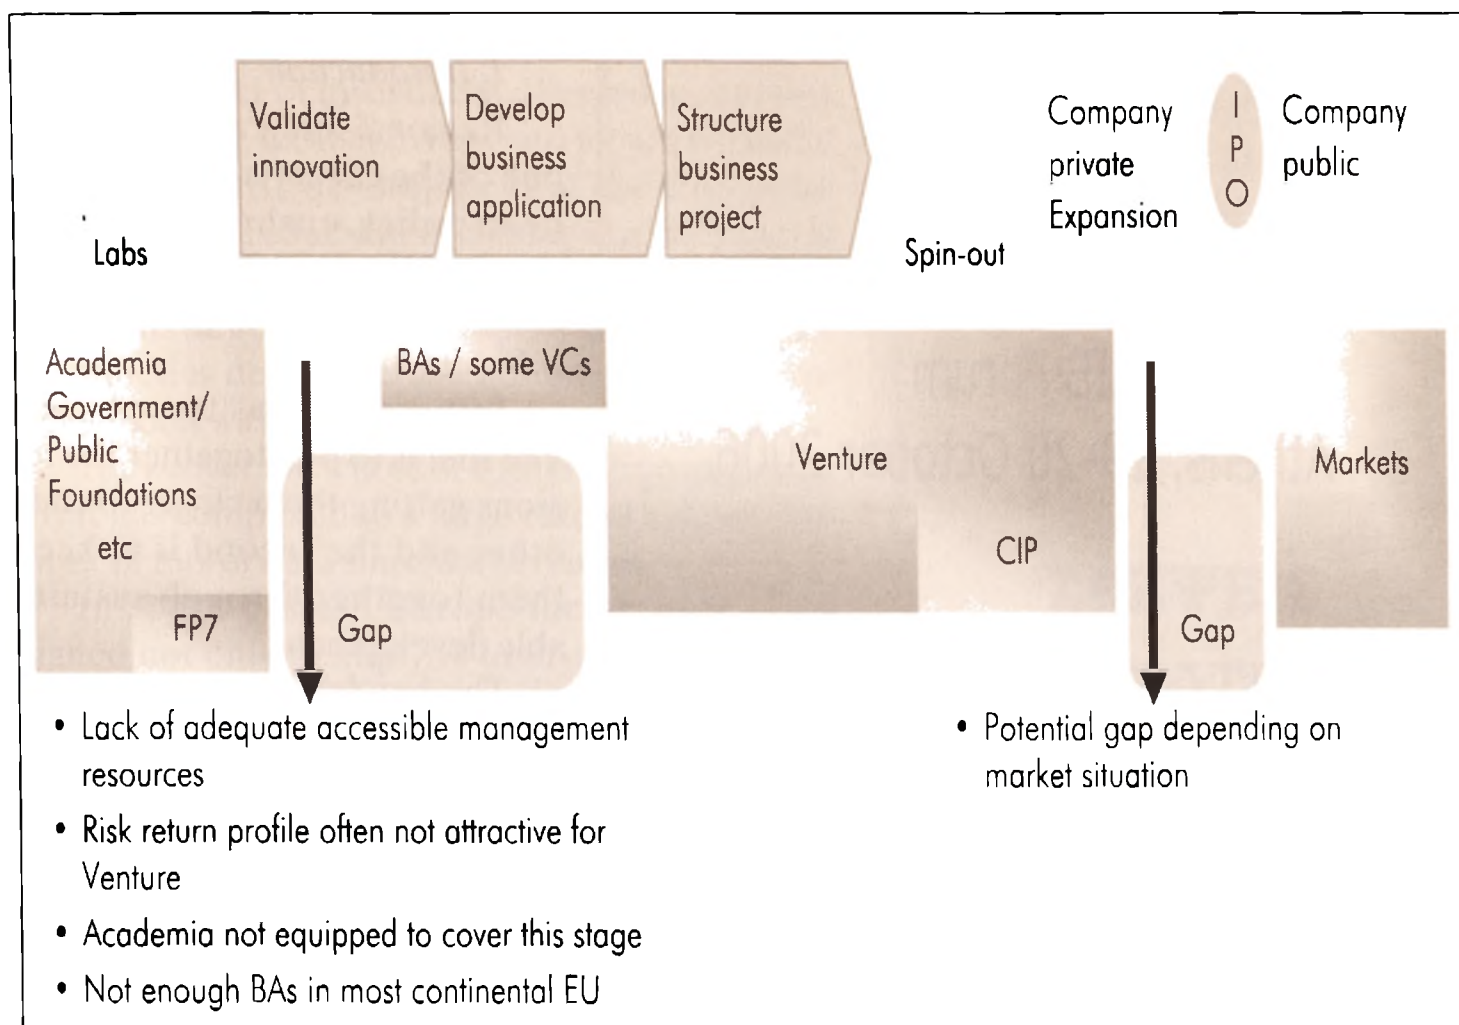 Validate
innovation
Develop
business
application
Structure
business
project
Company
private
Expansion
I
P
O
Company
public
Labs
Spin-out
Academia
Government/
Public
Foundations
etc
FP7
Gap
BAs / some VCs
Venture
CIP
Gap
Markets
• Lack of adequate accessible management
resources
• Risk return profile often not attractive for
Venture
• Academia not equipped to cover this stage
• Not enough BAs in most continental EU
• Potential gap depending on
market situation